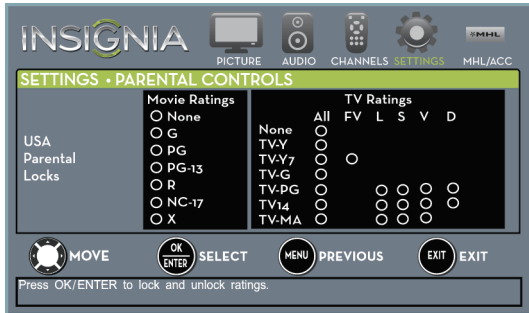 INSIGNIA
PICTURE AUDIO CHANNELS SETTINGS MHL/ACC
MHL
SETTINGS • PARENTAL CONTROLS
USA
Parental
Locks
Movie Ratings
None
G
PG
PG-13
R
NC-17
X
TV Ratings
All FV L S V D
None
TV-Y
TV-Y7
TV-G
TV-PG
TV14
TV-MA
MOVE OK/ENTER SELECT MENU PREVIOUS EXIT EXIT
Press OK/ENTER to lock and unlock ratings.